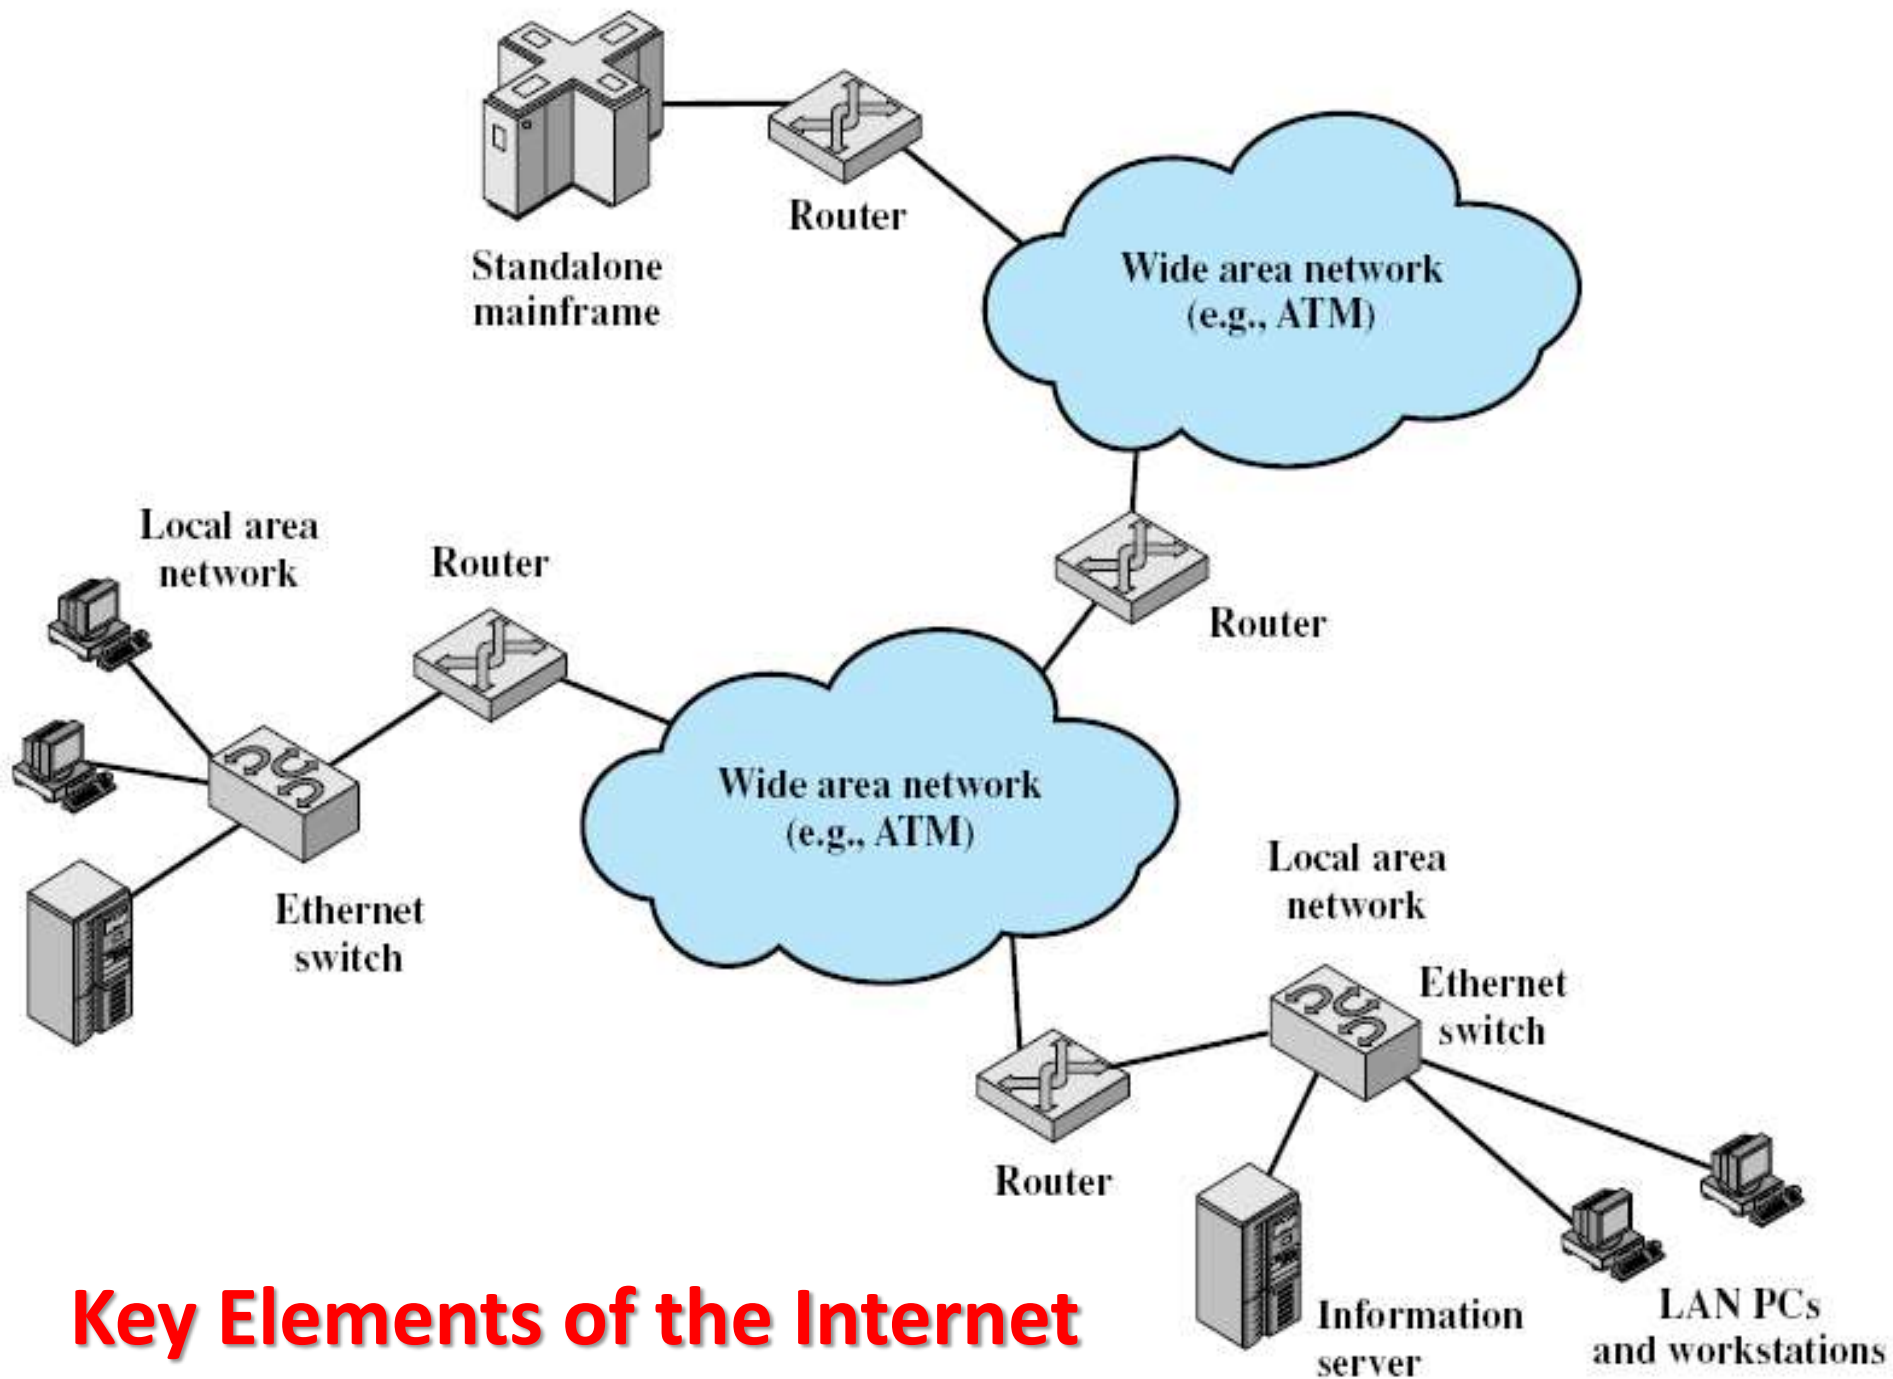 Router
Standalone
mainframe
Wide area network
(e.g., ATM)
Local area
network
Router
Router
Wide area network
(e.g., ATM)
Ethernet
switch
Local area
network
Ethernet
switch
Router
Information
server
LAN PCs
and workstations
Key Elements of the Internet